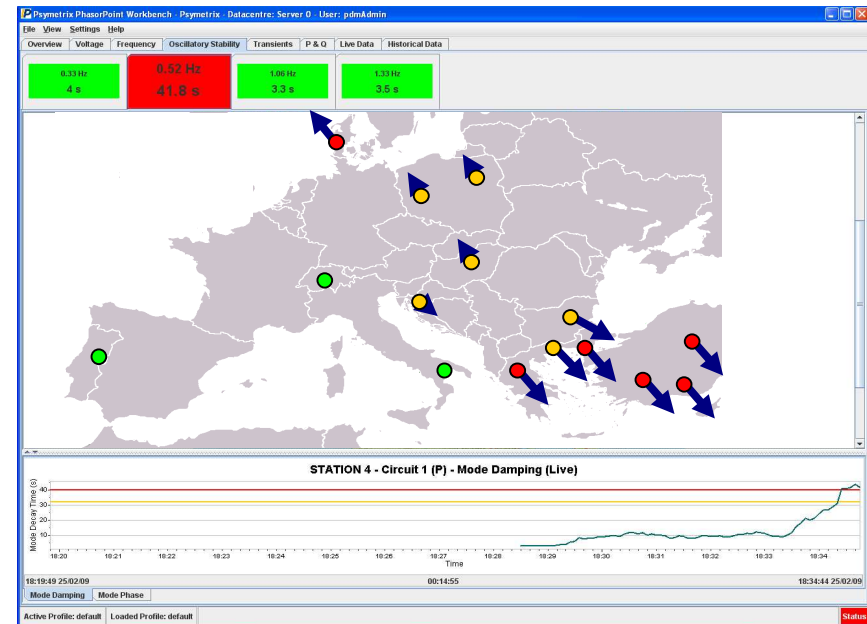 Psymetrix PhasorPoint Workbench - Psymetrix - Datacentre: Server 0 - User: pdmAdmin
File View Settings Help
Overview Voltage Frequency Oscillatory Stability Transients P & Q Live Data Historical Data
0.33 Hz 0.52 Hz 1.06 Hz 1.33 Hz
4 s 41.8 s 3.3 s 3.5 s
STATION 4 - Circuit 1 (P) - Mode Damping (Live)
Mode Decay Time (s)
40
30
20
10
18:20 18:21 18:22 18:23 18:24 18:25 18:26 18:27 18:28 18:29 18:30 18:31 18:32 18:33 18:34
Time
18:19:49 25/02/09 00:14:55 18:34:44 25/02/09
Mode Damping Mode Phase
Active Profile: default Loaded Profile: default Status